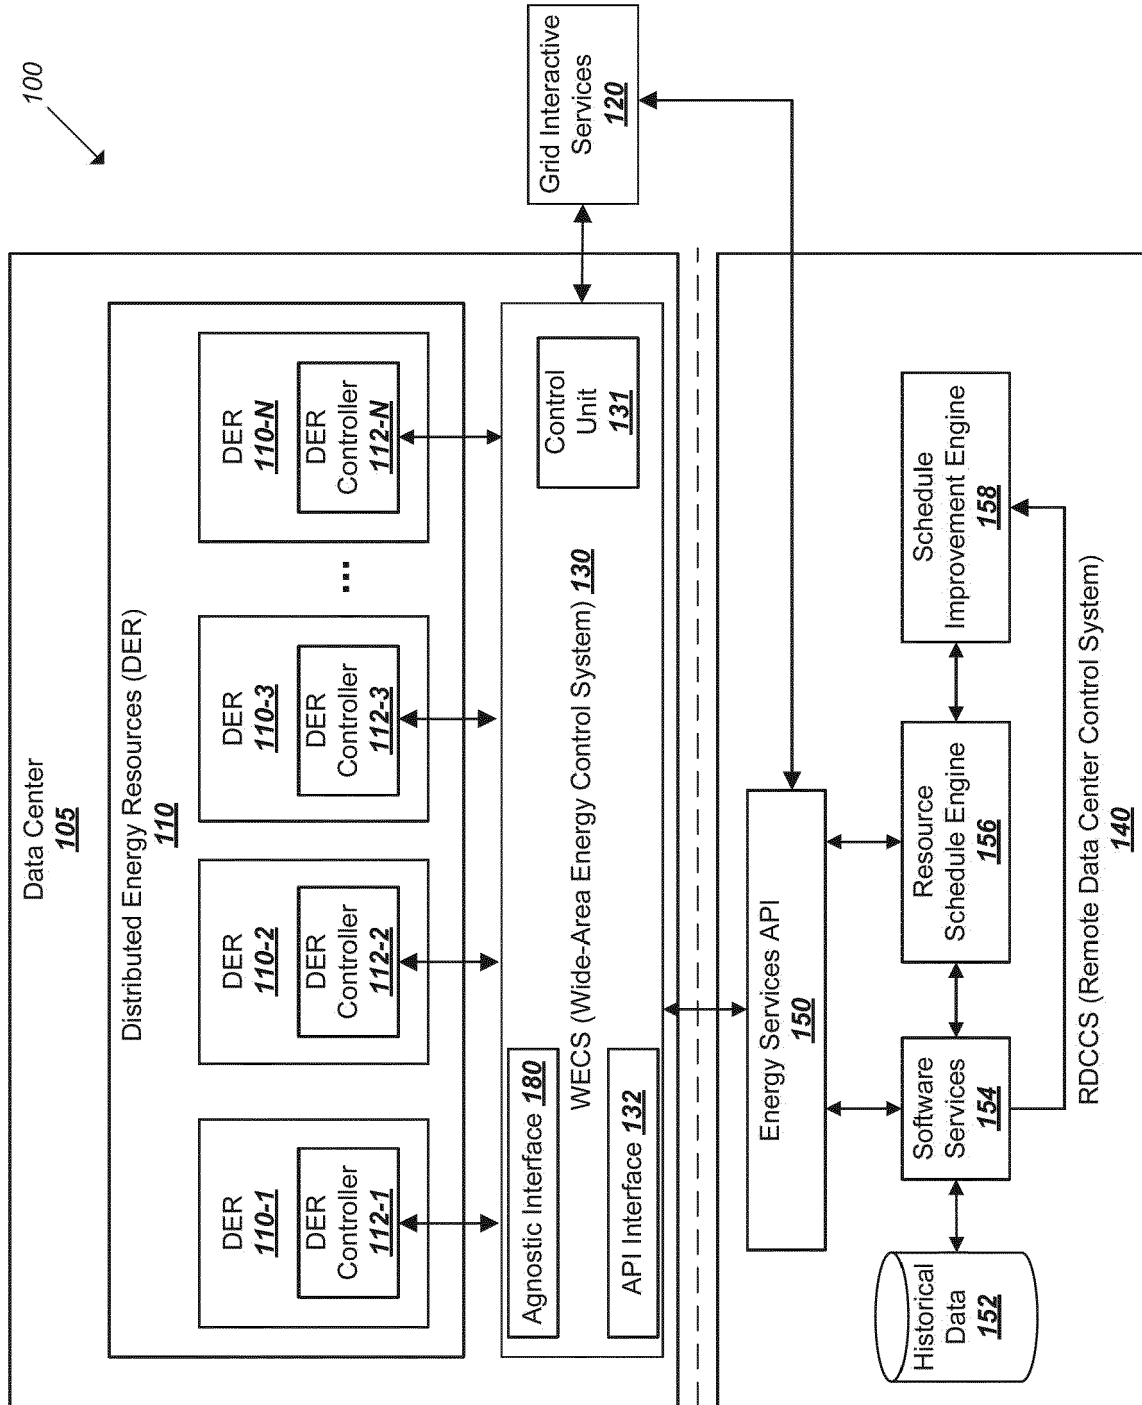 100
Data Center
105
Distributed Energy Resources (DER)
110
DER
110-1
DER
Controller
112-1
DER
110-2
DER
Controller
112-2
DER
110-3
DER
Controller
112-3
...
DER
110-N
DER
Controller
112-N
Agnostic Interface 180
WECS (Wide-Area Energy Control System) 130
API Interface 132
Control
Unit
131
Grid Interactive
Services
120
Energy Services API
150
Historical
Data
152
Software
Services
154
Resource
Schedule Engine
156
Schedule
Improvement Engine
158
RDCCS (Remote Data Center Control System)
140